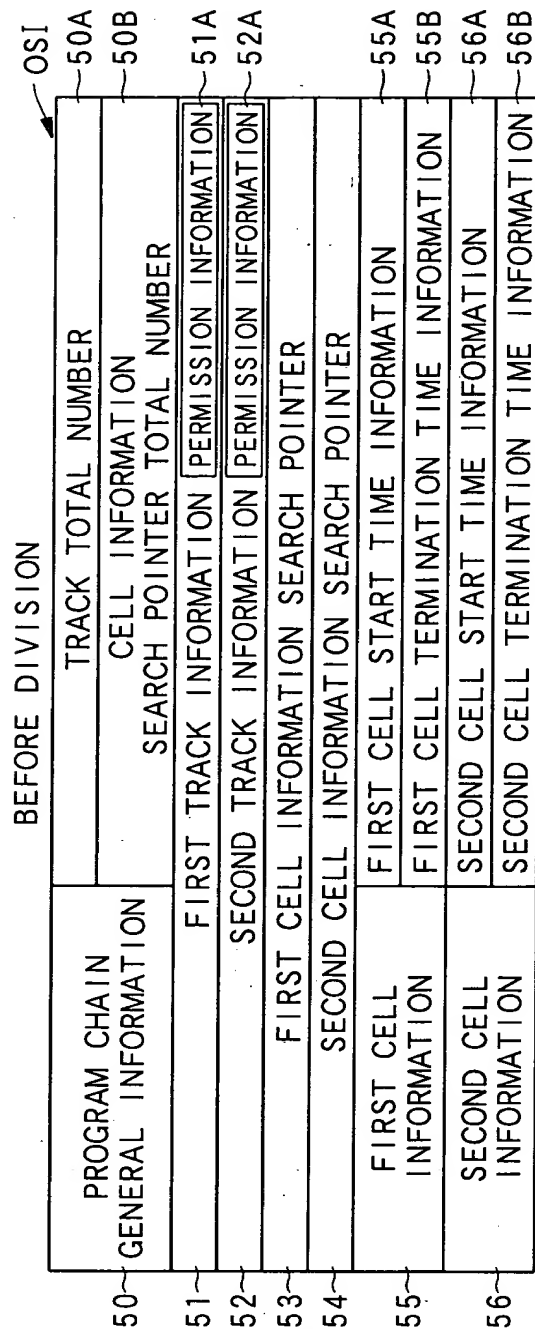 BEFORE DIVISION
OSI
50
PROGRAM CHAIN
GENERAL INFORMATION
TRACK TOTAL NUMBER
50A
CELL INFORMATION
SEARCH POINTER TOTAL NUMBER
50B
51
FIRST TRACK INFORMATION
PERMISSION INFORMATION
51A
52
SECOND TRACK INFORMATION
PERMISSION INFORMATION
52A
53
FIRST CELL INFORMATION SEARCH POINTER
54
SECOND CELL INFORMATION SEARCH POINTER
55
FIRST CELL
INFORMATION
FIRST CELL START TIME INFORMATION
55A
FIRST CELL TERMINATION TIME INFORMATION
55B
56
SECOND CELL
INFORMATION
SECOND CELL START TIME INFORMATION
56A
SECOND CELL TERMINATION TIME INFORMATION
56B